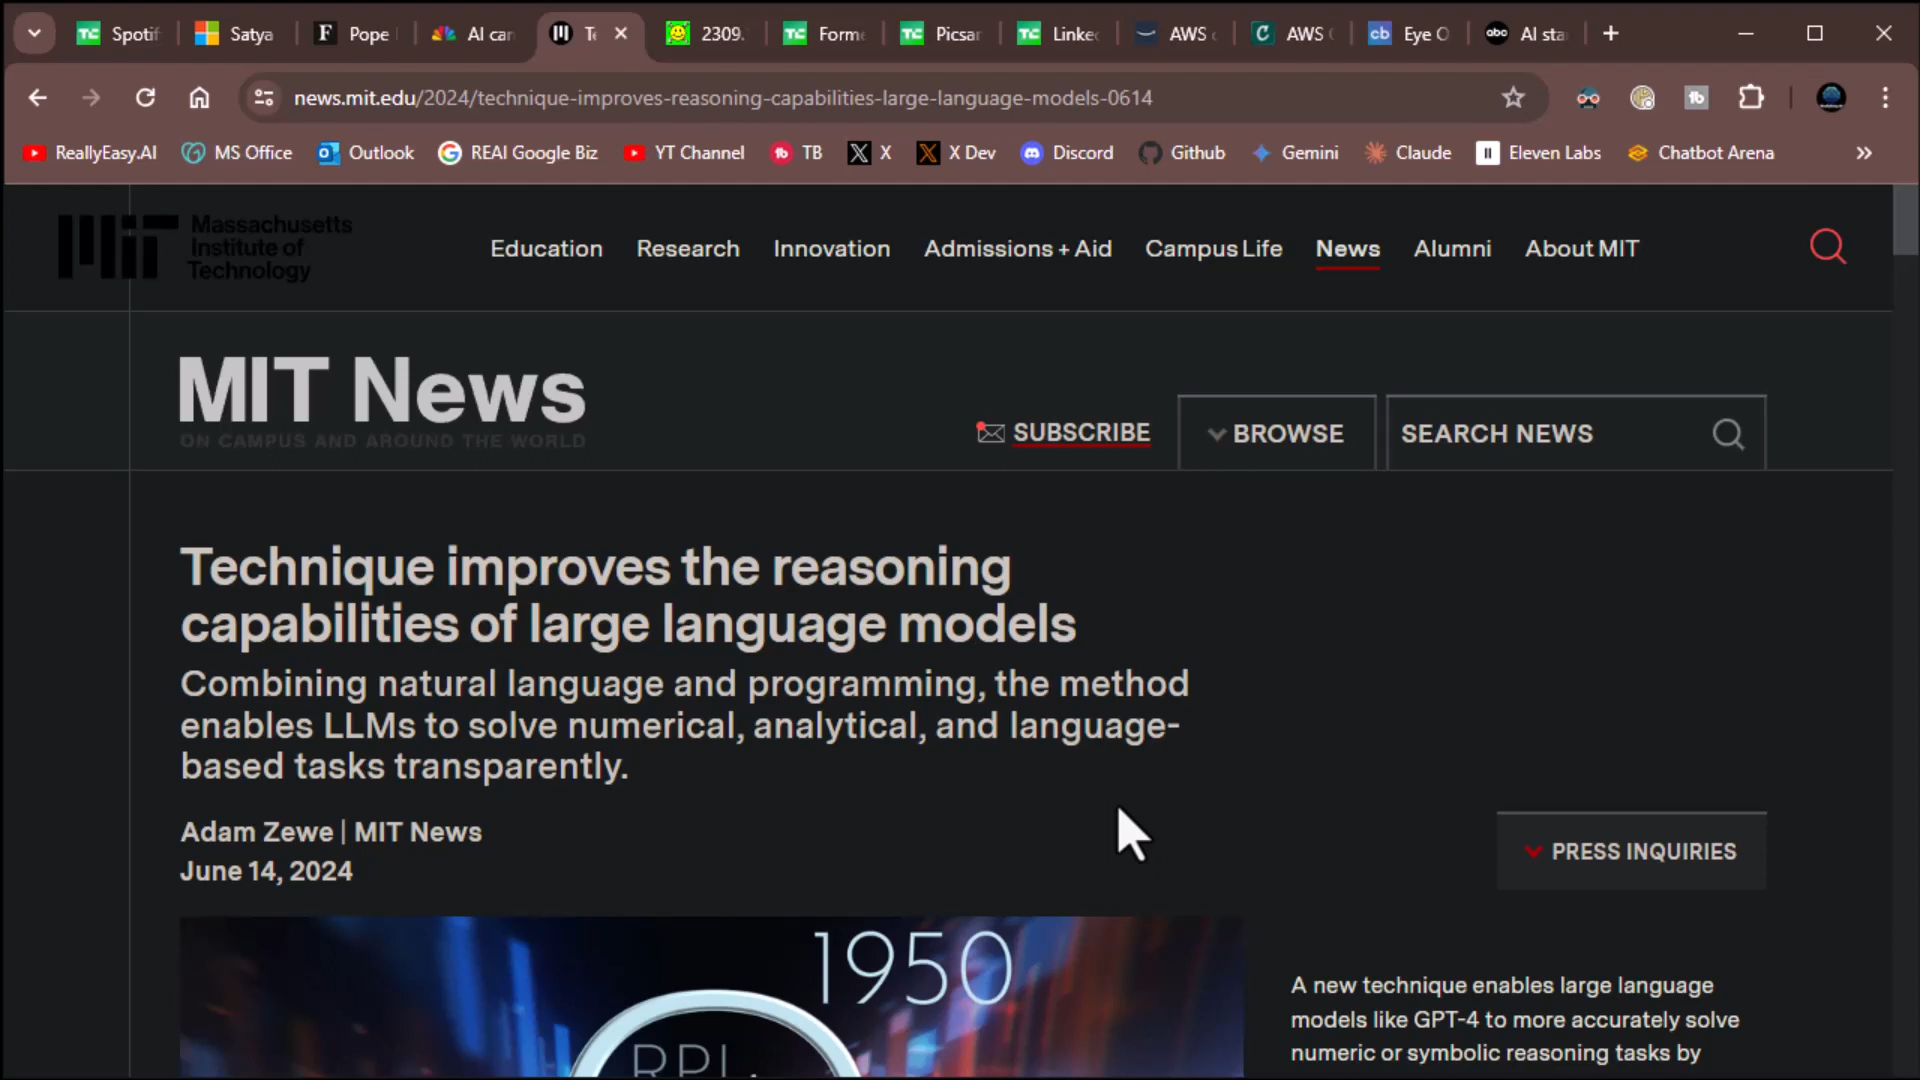 Spotif
Satya
Pope
AI car
Te
2309.
Forme
Picsar
Linke
AWS
AWS
Eye O
AI sta
news.mit.edu/2024/technique-improves-reasoning-capabilities-large-language-models-0614
ReallyEasy.AI
MS Office
Outlook
REAI Google Biz
YT Channel
TB
X
X Dev
Discord
Github
Gemini
Claude
Eleven Labs
Chatbot Arena
Massachusetts
Institute of
Technology
Education
Research
Innovation
Admissions + Aid
Campus Life
News
Alumni
About MIT
MIT News
ON CAMPUS AND AROUND THE WORLD
SUBSCRIBE
BROWSE
SEARCH NEWS
Technique improves the reasoning
capabilities of large language models
Combining natural language and programming, the method
enables LLMs to solve numerical, analytical, and language-
based tasks transparently.
Adam Zewe | MIT News
June 14, 2024
PRESS INQUIRIES
1950
A new technique enables large language
models like GPT-4 to more accurately solve
numeric or symbolic reasoning tasks by